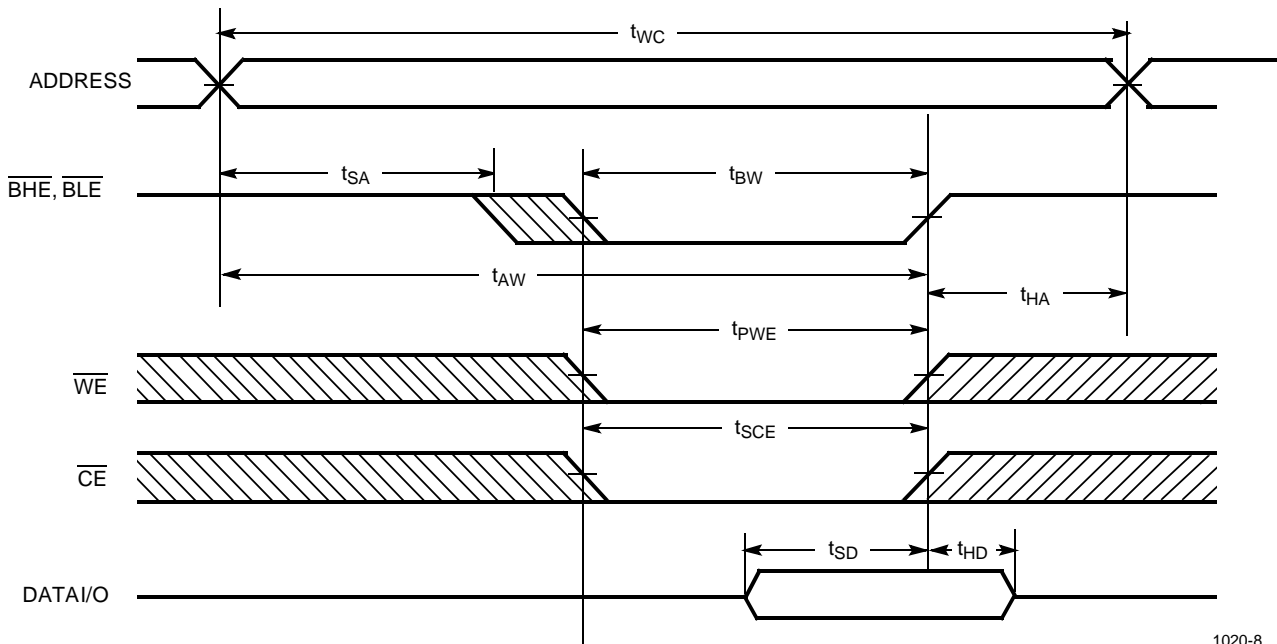 tWC
ADDRESS
tSA
tBW
BHE, BLE
tAW
tHA
tPWE
WE
tSCE
CE
tSD
tHD
DATAI/O
1020-8